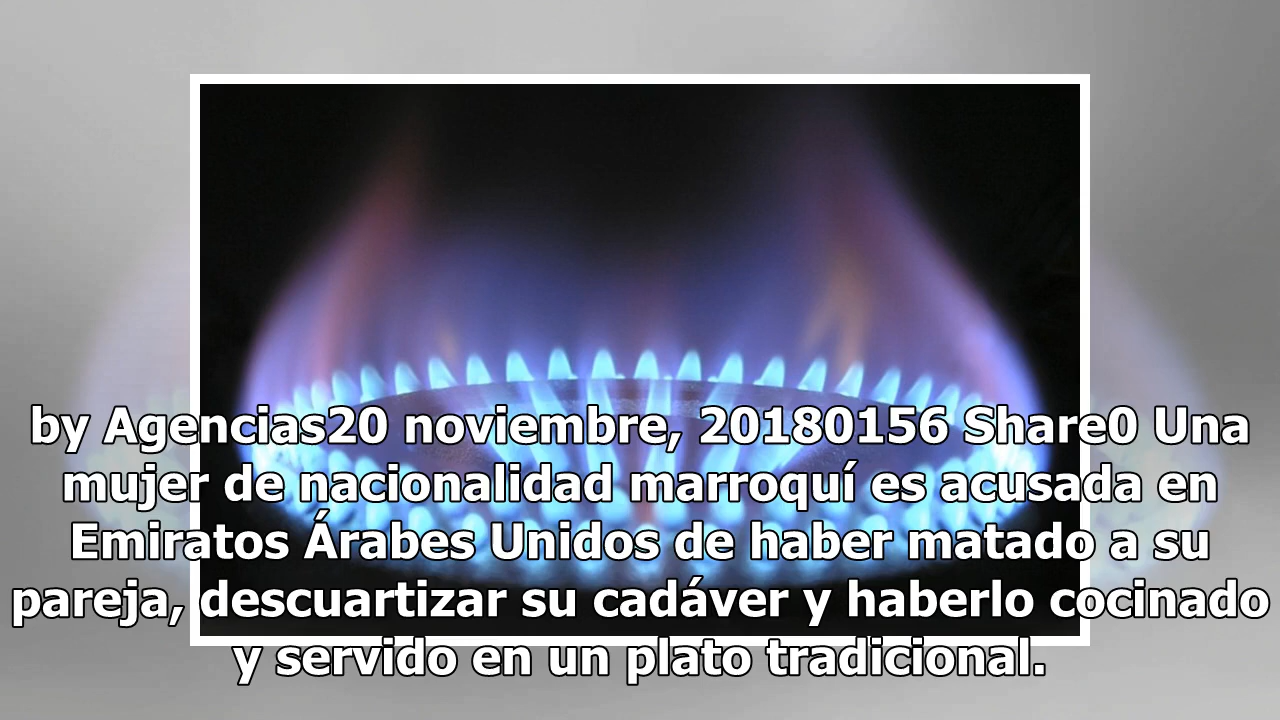 by Agencias20 noviembre, 20180156 Share0 Una
mujer de nacionalidad marroquí es acusada en
Emiratos Árabes Unidos de haber matado a su
pareja, descuartizar su cadáver y haberlo cocinado
y servido en un plato tradicional.